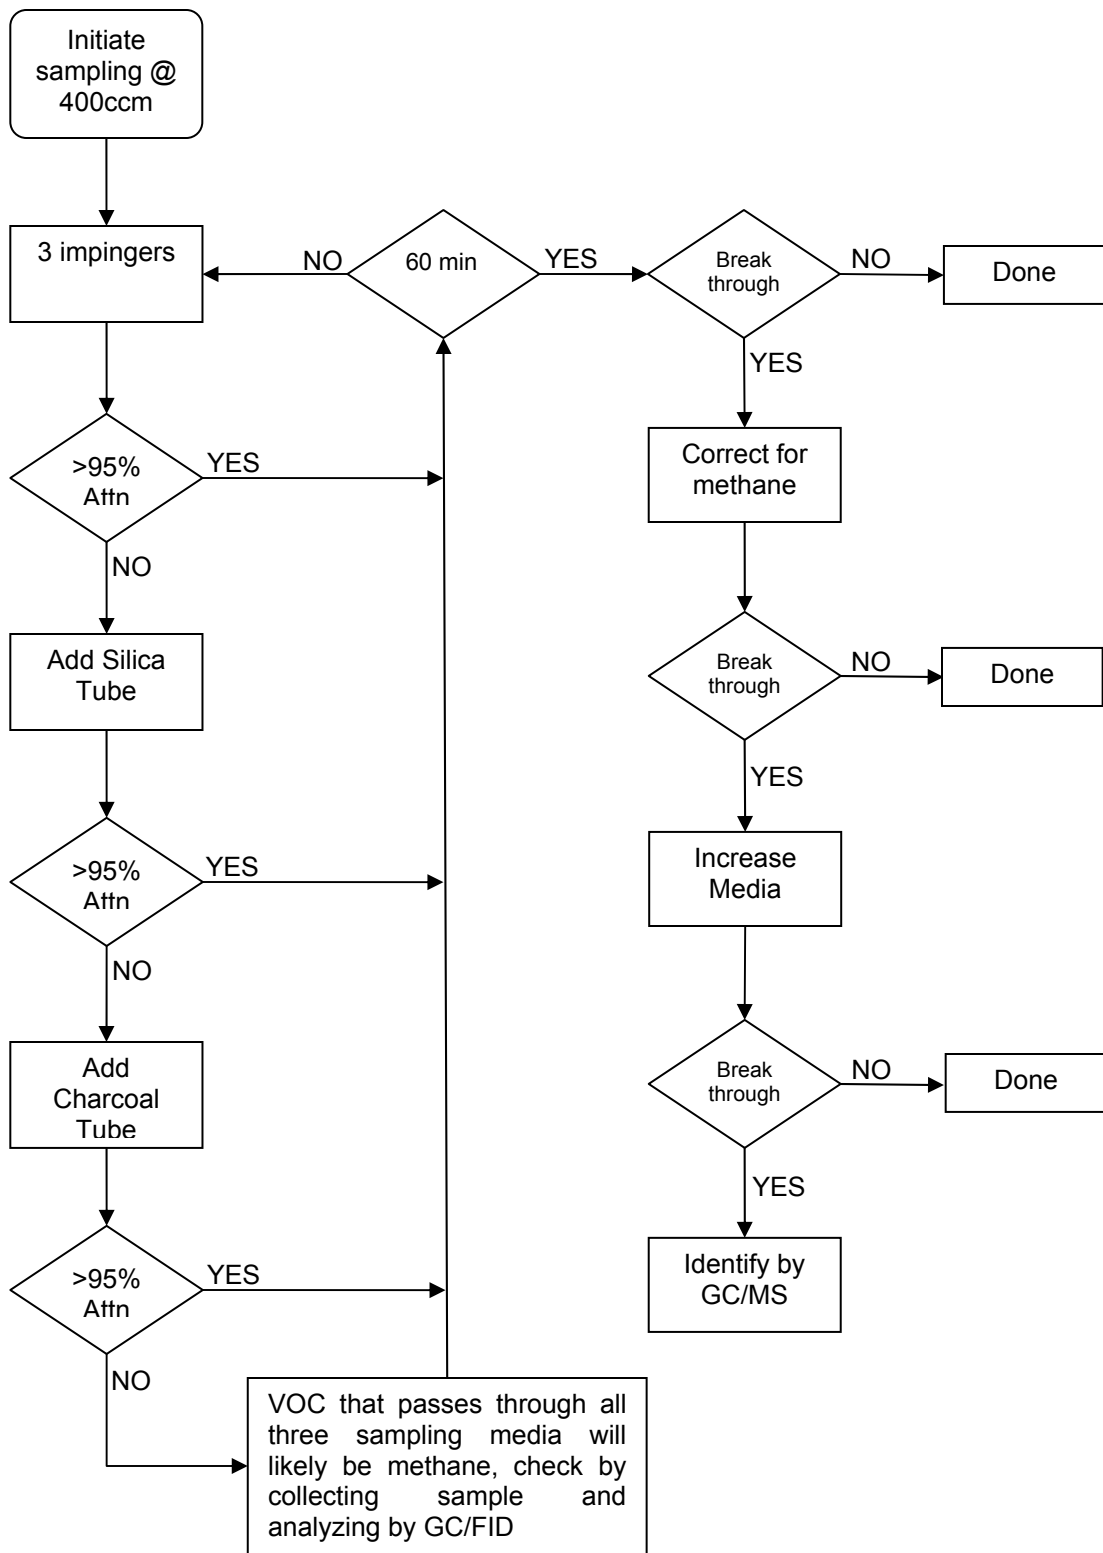 Initiate
sampling @
400ccm
3 impingers
NO
60 min
YES
Break
through
NO
Done
YES
>95%
Attn
YES
Correct for
methane
NO
Add Silica
Tube
Break
through
NO
Done
YES
>95%
Attn
YES
Increase
Media
NO
Add
Charcoal
Tube
Break
through
NO
Done
YES
>95%
Attn
YES
Identify by
GC/MS
NO
VOC that passes through all
three sampling media will
likely be methane, check by
collecting sample and
analyzing by GC/FID